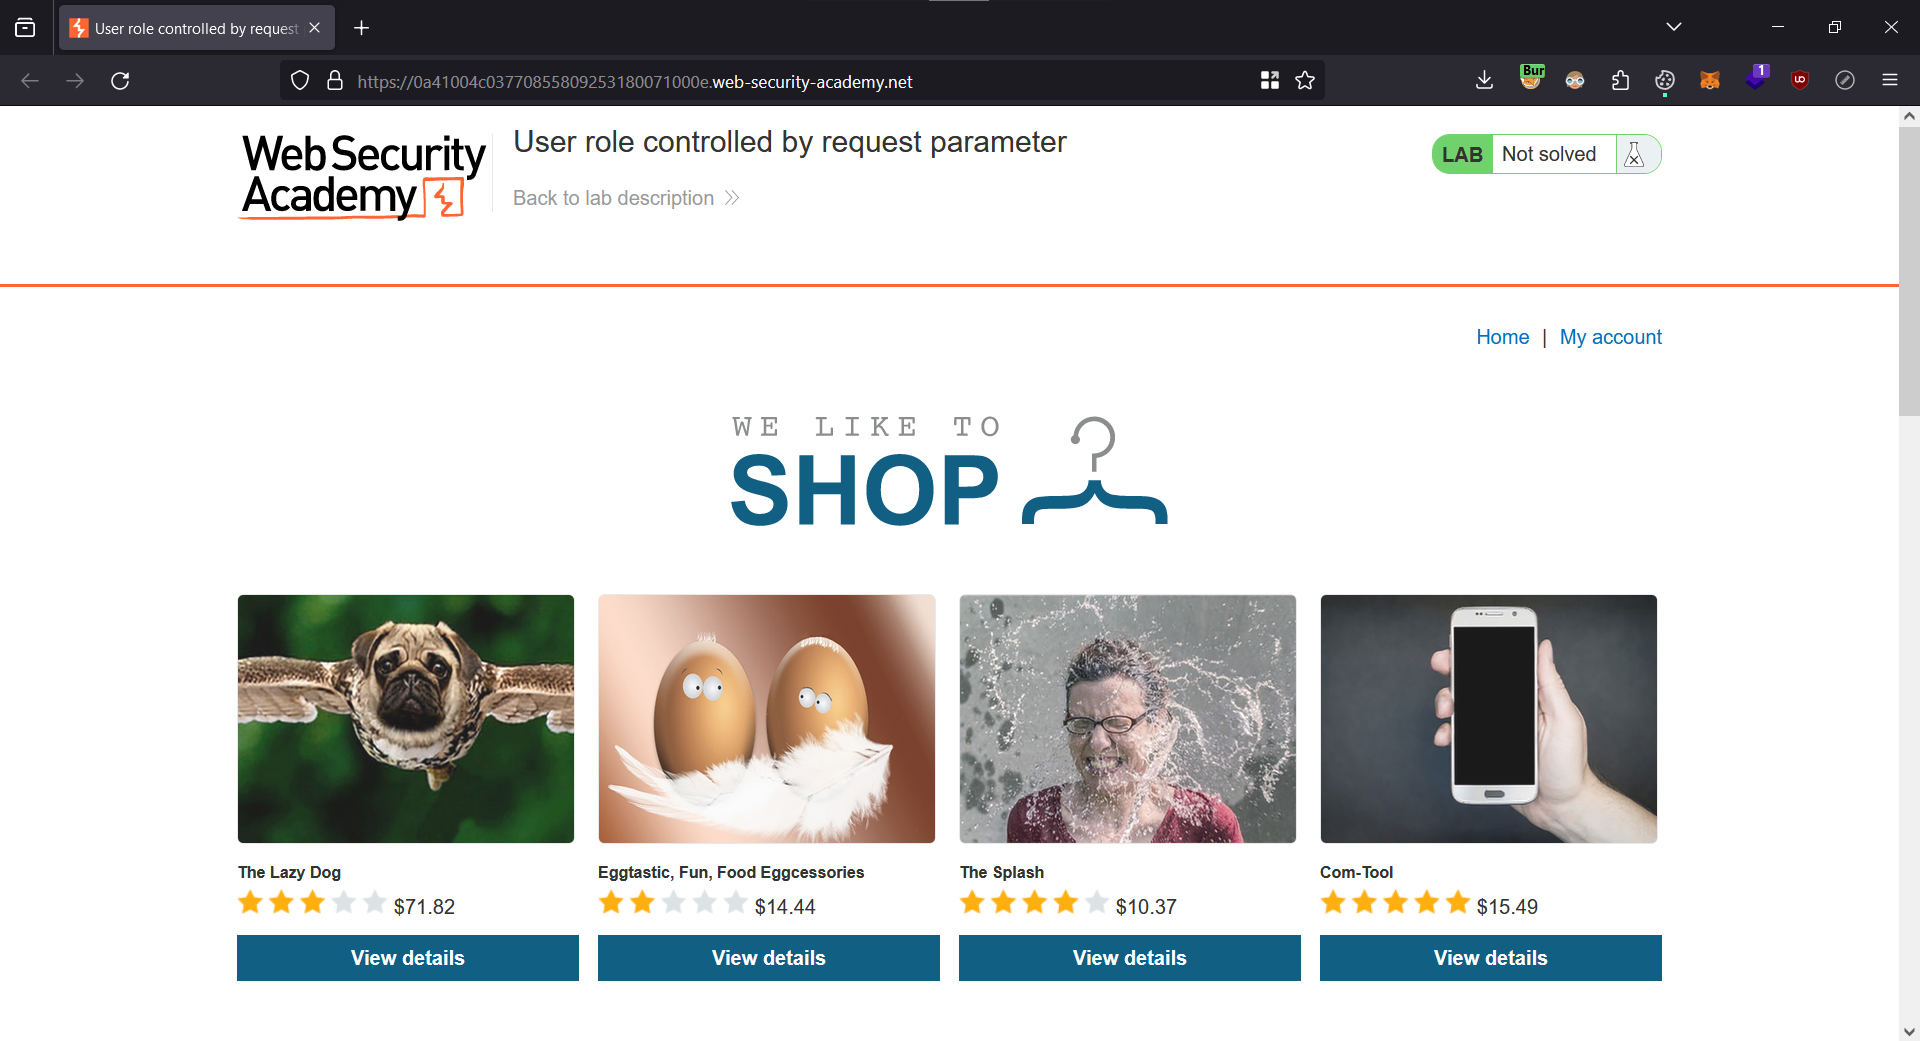 User role controlled by request
https://0a41004c03770855809253180071000e.web-security-academy.net
Bur
1
Web Security
Academy
User role controlled by request parameter
Back to lab description
LAB Not solved
Home | My account
WE LIKE TO
SHOP
The Lazy Dog
$71.82
View details
Eggtastic, Fun, Food Eggcessories
$14.44
View details
The Splash
$10.37
View details
Com-Tool
$15.49
View details